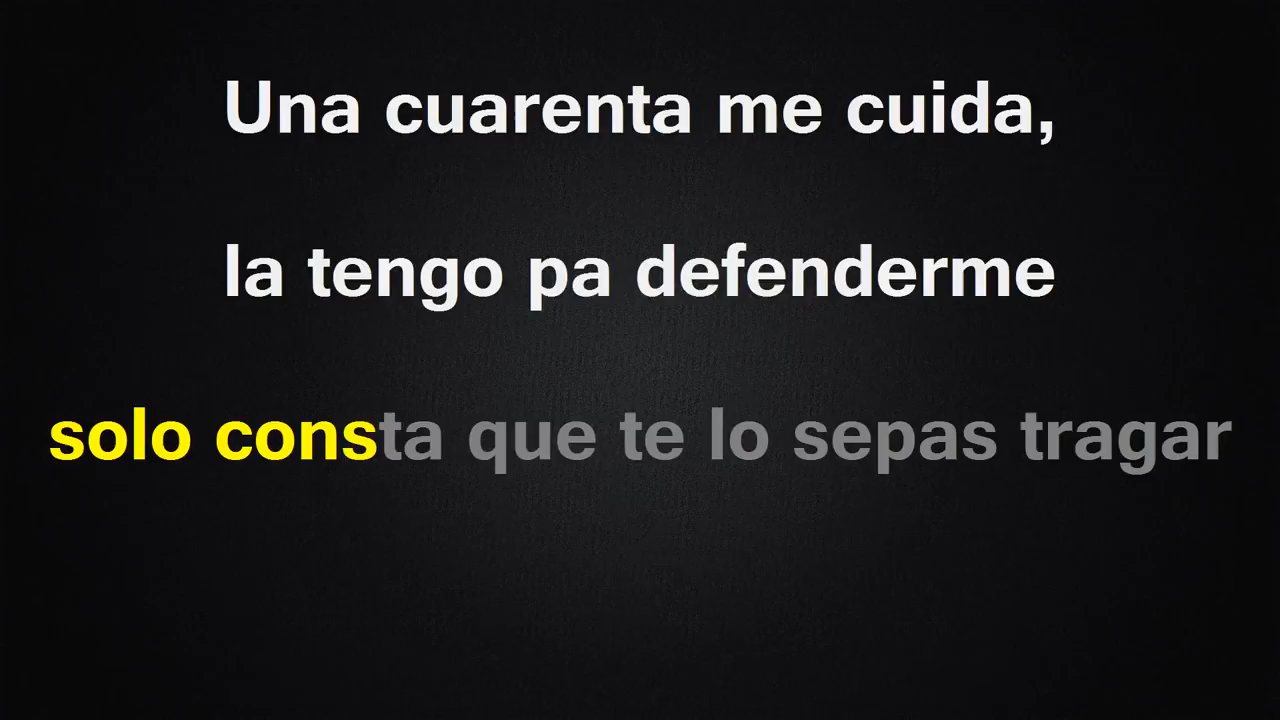 Una cuarenta me cuida,
la tengo pa defenderme
solo consta que te lo sepas tragar